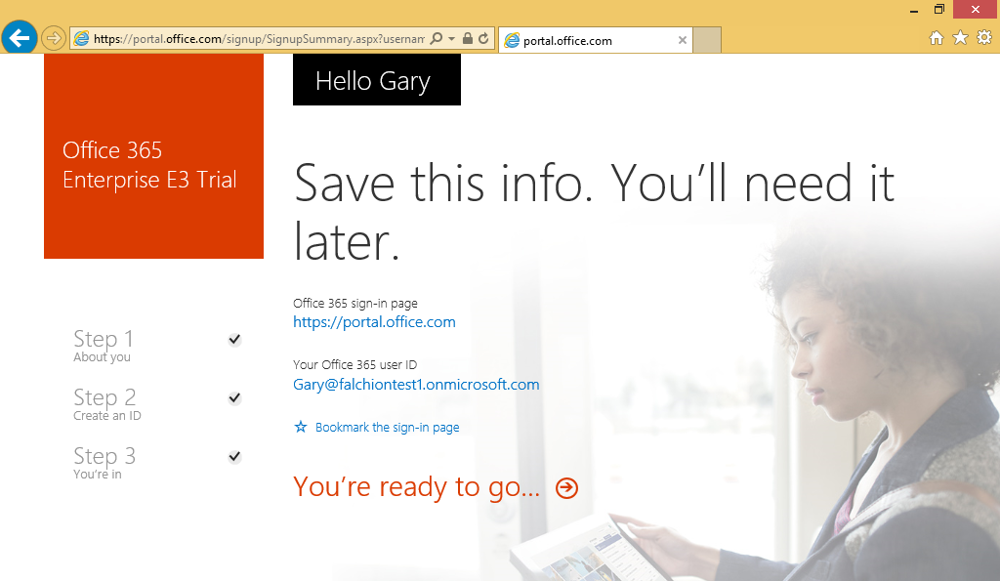 https://portal.office.com/signup/SignupSummary.aspx?usernam
portal.office.com
Hello Gary
Office 365
Enterprise E3 Trial
Save this info. You'll need it
later.
Office 365 sign-in page
https://portal.office.com
Your Office 365 user ID
Gary@falchiontest1.onmicrosoft.com
Bookmark the sign-in page
You're ready to go...
Step 1
About you
Step 2
Create an ID
Step 3
You're in